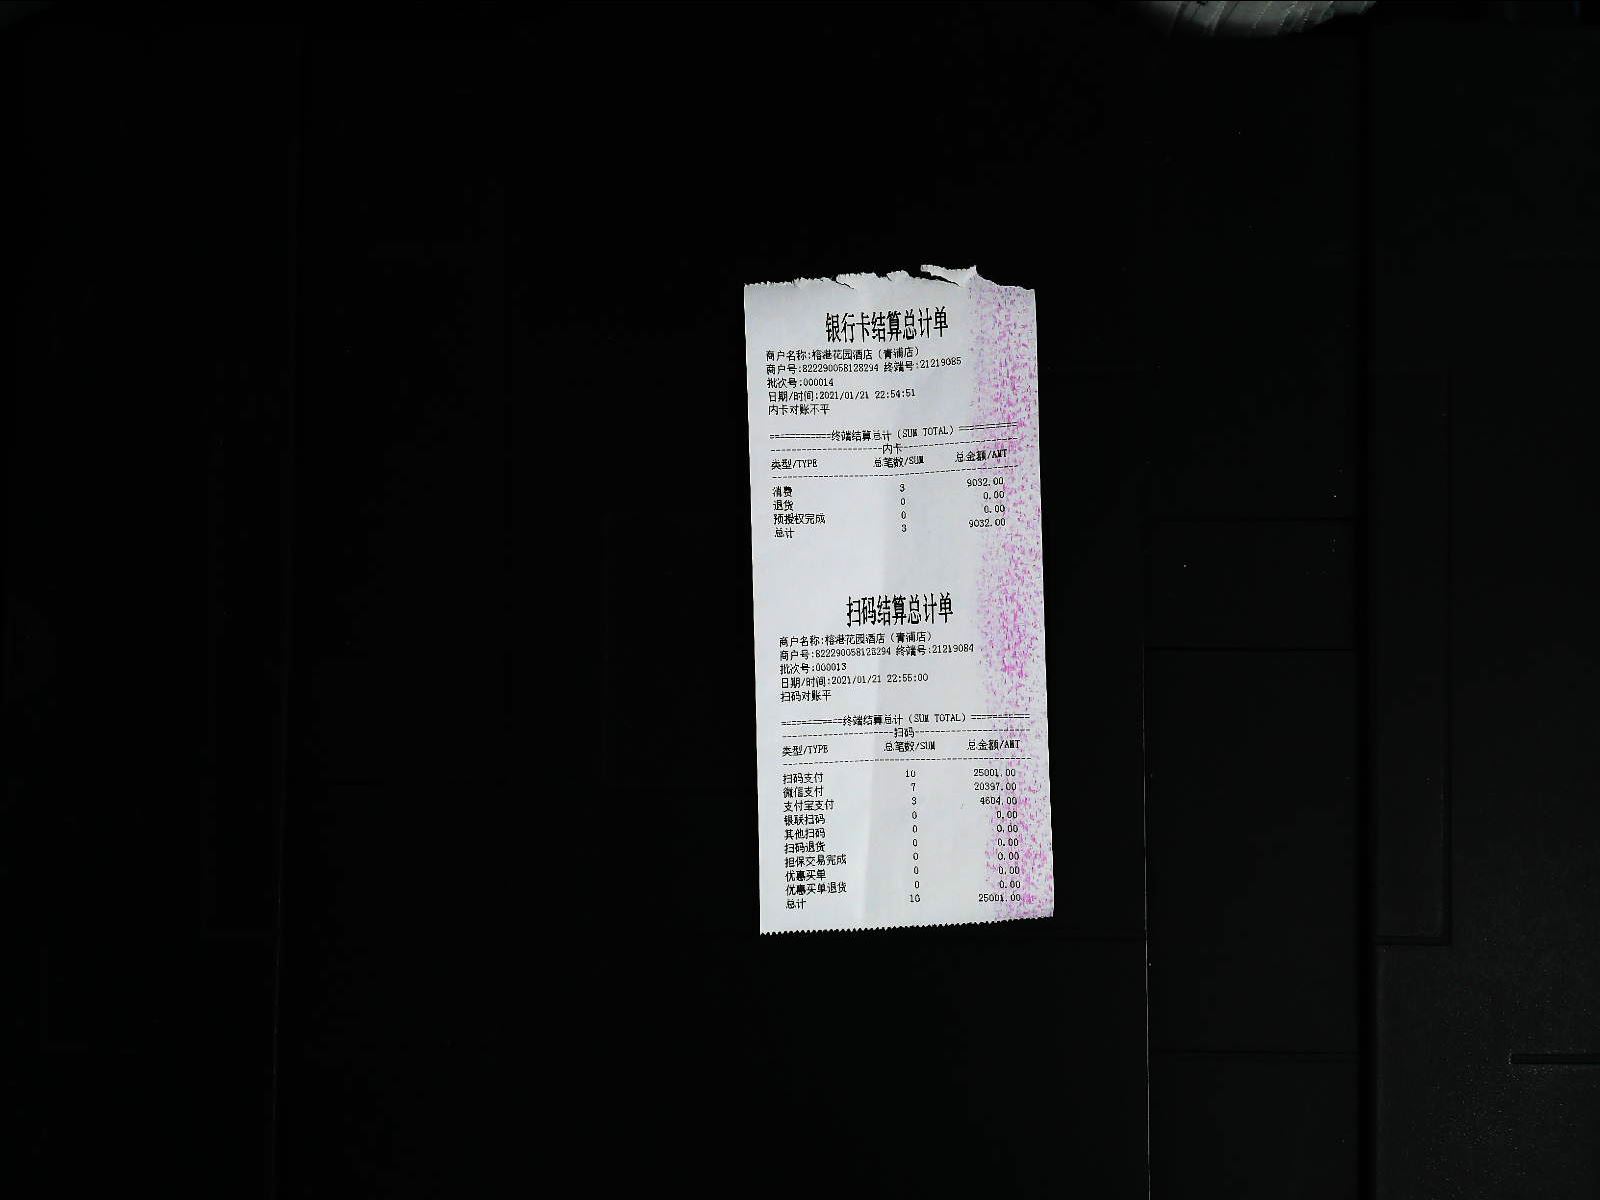 银行卡结算总计单
商户名称:榕港花园酒店（青浦店）
商户号:822290058128294 终端号:21219085
批次号:000014
日期/时间:2021/01/21 22:54:51
内卡对账不平
===========终端结算总计（SUM TOTAL）===========
--------------------内卡--------------------
类型/TYPE 总笔数/SUM 总金额/AMT
消费 3 9032.00
退货 0 0.00
预授权完成 0 0.00
总计 3 9032.00
扫码结算总计单
商户名称:榕港花园酒店（青浦店）
商户号:822290058128294 终端号:21219084
批次号:000013
日期/时间:2021/01/21 22:55:00
扫码对账平
===========终端结算总计（SUM TOTAL）===========
--------------------扫码--------------------
类型/TYPE 总笔数/SUM 总金额/AMT
扫码支付 10 25001.00
微信支付 7 20397.00
支付宝支付 3 4604.00
银联扫码 0 0.00
其他扫码 0 0.00
扫码退货 0 0.00
担保交易完成 0 0.00
优惠买单 0 0.00
优惠买单退货 0 0.00
总计 10 25001.00